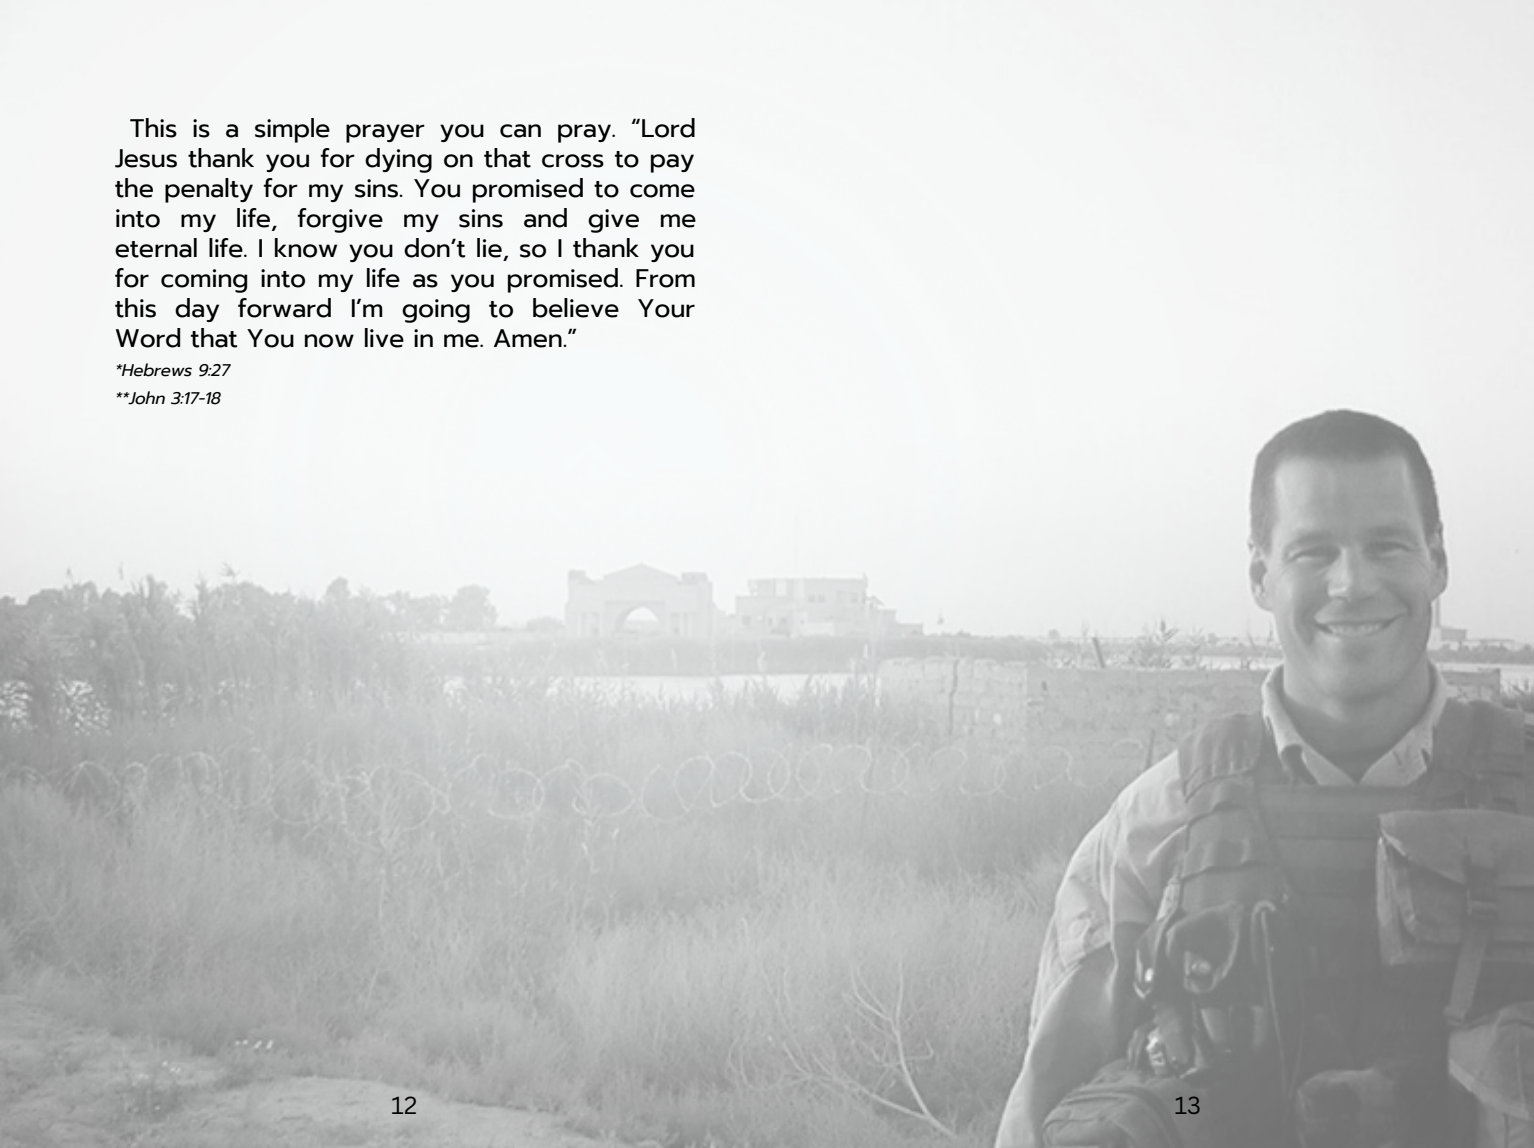 This is a simple prayer you can pray. “Lord
Jesus thank you for dying on that cross to pay
the penalty for my sins. You promised to come
into my life, forgive my sins and give me
eternal life. I know you don’t lie, so I thank you
for coming into my life as you promised. From
this day forward I’m going to believe Your
Word that You now live in me. Amen.”
*Hebrews 9:27
**John 3:17-18
12
13